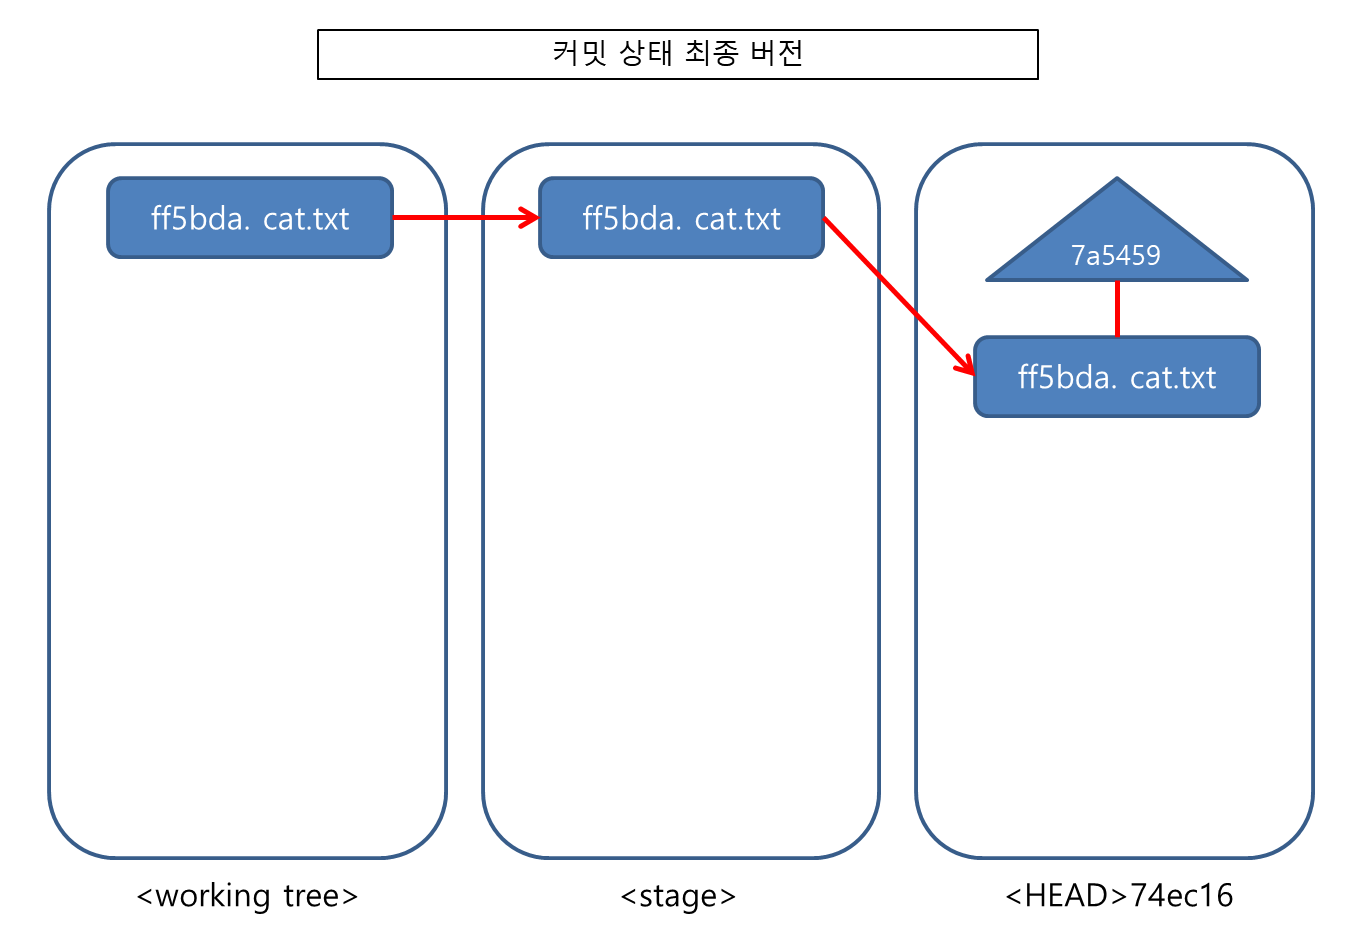 커밋 상태 최종 버전
ff5bda. cat.txt
ff5bda. cat.txt
7a5459
ff5bda. cat.txt
<working tree>
<stage>
<HEAD>74ec16